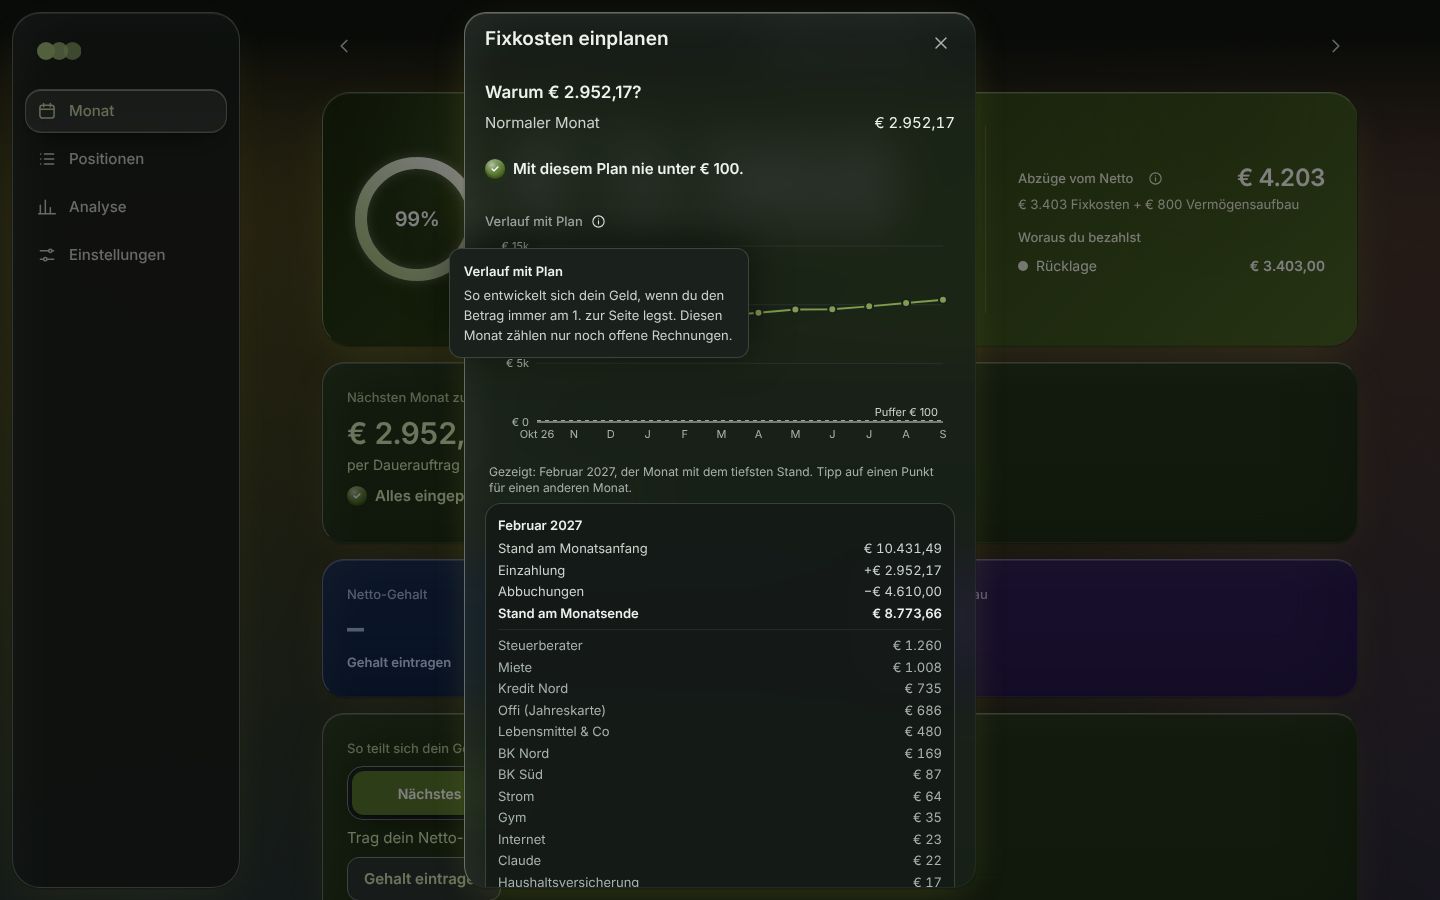 Fixkosten einplanen
Monat
Positionen
Analyse
Einstellungen
99%
Abzüge vom Netto
€ 4.203
€ 3.403 Fixkosten + € 800 Vermögensaufbau
Woraus du bezahlst
Rücklage
€ 3.403,00
Nächsten Monat zu
€ 2.952,
per Dauerauftrag
Alles eingep
Netto-Gehalt
–
Gehalt eintragen
au
So teilt sich dein Ge
Nächstes
Trag dein Netto-
Gehalt eintrage
Warum € 2.952,17?
Normaler Monat € 2.952,17
Mit diesem Plan nie unter € 100.
Verlauf mit Plan
€ 15k
Verlauf mit Plan
So entwickelt sich dein Geld, wenn du den
Betrag immer am 1. zur Seite legst. Diesen
Monat zählen nur noch offene Rechnungen.
€ 5k
Puffer € 100
€ 0
Okt 26 N D J F M A M J J A S
Gezeigt: Februar 2027, der Monat mit dem tiefsten Stand. Tipp auf einen Punkt
für einen anderen Monat.
Februar 2027
Stand am Monatsanfang € 10.431,49
Einzahlung +€ 2.952,17
Abbuchungen −€ 4.610,00
Stand am Monatsende € 8.773,66
Steuerberater € 1.260
Miete € 1.008
Kredit Nord € 735
Offi (Jahreskarte) € 686
Lebensmittel & Co € 480
BK Nord € 169
BK Süd € 87
Strom € 64
Gym € 35
Internet € 23
Claude € 22
Haushaltsversicherung € 17